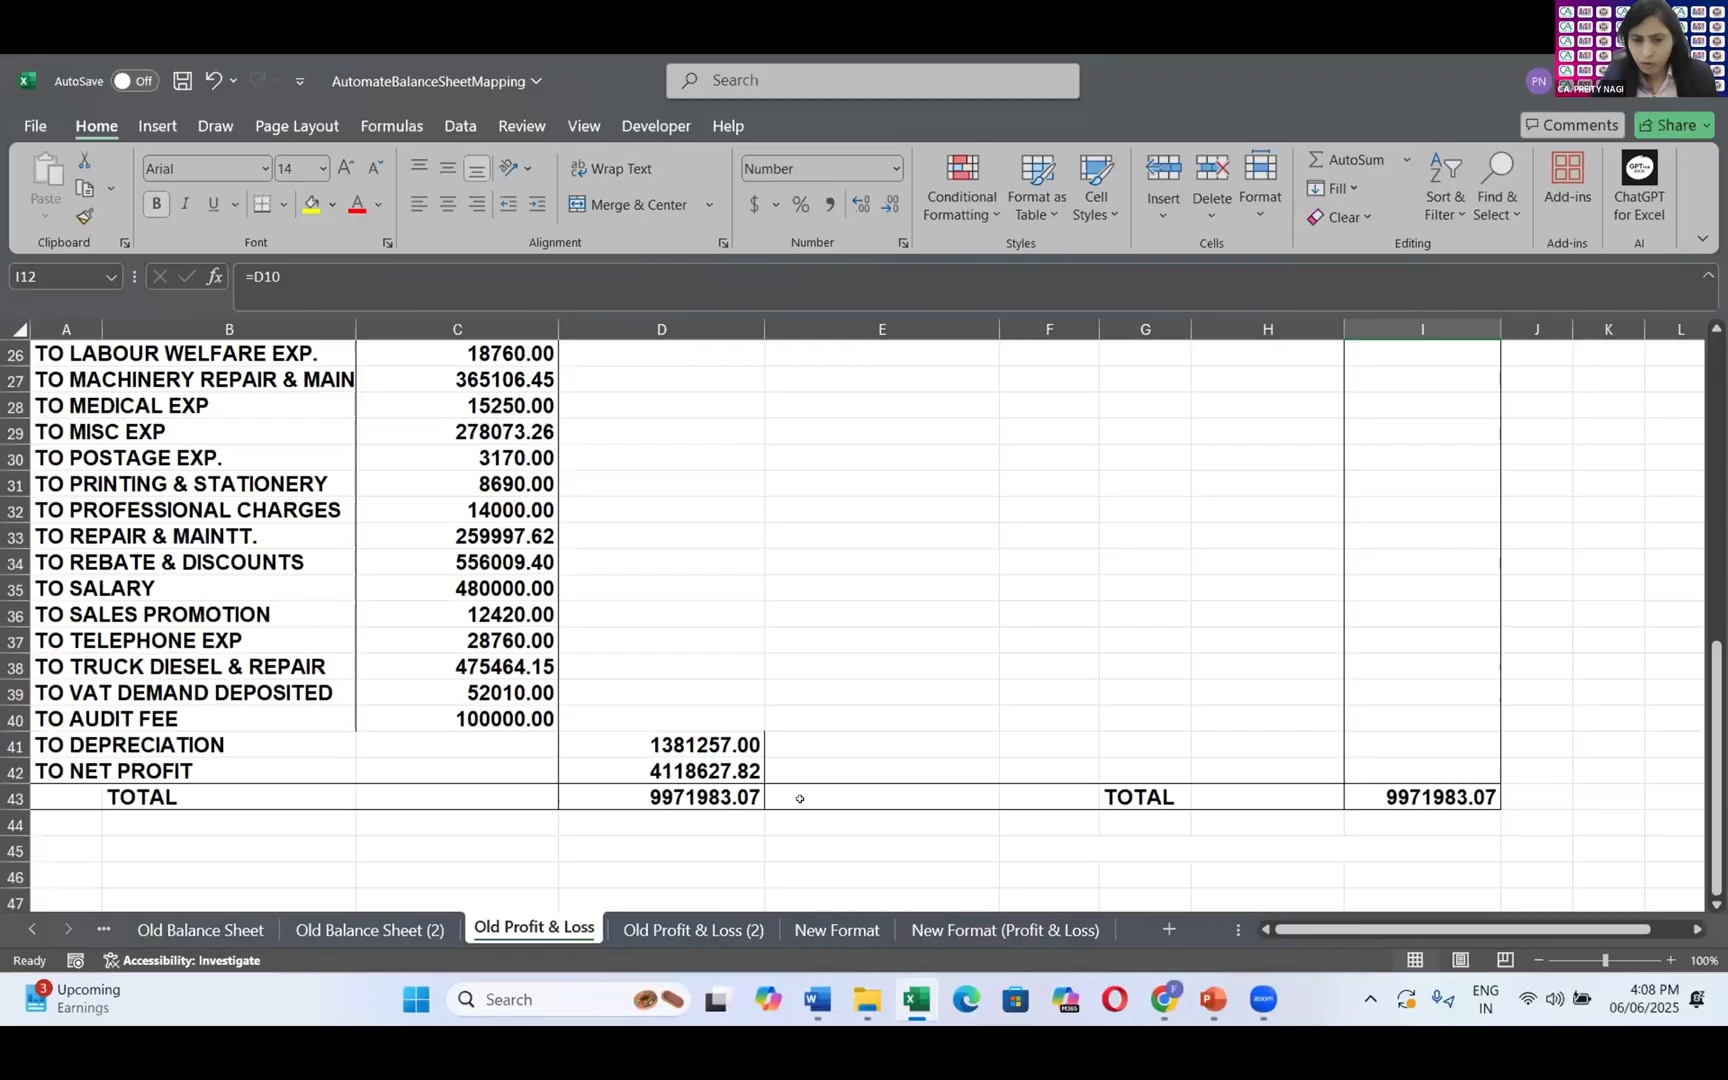 CA. PREITY NAGI
AutoSave Off AutomateBalanceSheetMapping Search PN
File Home Insert Draw Page Layout Formulas Data Review View Developer Help Comments Share
Paste Arial 14 Wrap Text Number Conditional Formatting Format as Table Cell Styles Insert Delete Format AutoSum Sort & Filter Find & Select Add-ins ChatGPT for Excel
B I U A Merge & Center $ % Fill
Clear
Clipboard Font Alignment Number Styles Cells Editing Add-ins AI
I12 fx =D10
A B C D E F G H I J K L
26 TO LABOUR WELFARE EXP. 18760.00
27 TO MACHINERY REPAIR & MAIN 365106.45
28 TO MEDICAL EXP 15250.00
29 TO MISC EXP 278073.26
30 TO POSTAGE EXP. 3170.00
31 TO PRINTING & STATIONERY 8690.00
32 TO PROFESSIONAL CHARGES 14000.00
33 TO REPAIR & MAINTT. 259997.62
34 TO REBATE & DISCOUNTS 556009.40
35 TO SALARY 480000.00
36 TO SALES PROMOTION 12420.00
37 TO TELEPHONE EXP 28760.00
38 TO TRUCK DIESEL & REPAIR 475464.15
39 TO VAT DEMAND DEPOSITED 52010.00
40 TO AUDIT FEE 100000.00
41 TO DEPRECIATION 1381257.00
42 TO NET PROFIT 4118627.82
43 TOTAL 9971983.07 TOTAL 9971983.07
44
45
46
47
Old Balance Sheet Old Balance Sheet (2) Old Profit & Loss Old Profit & Loss (2) New Format New Format (Profit & Loss)
Ready Accessibility: Investigate 100%
3 Upcoming Earnings Search zoom ENG IN 4:08 PM 06/06/2025